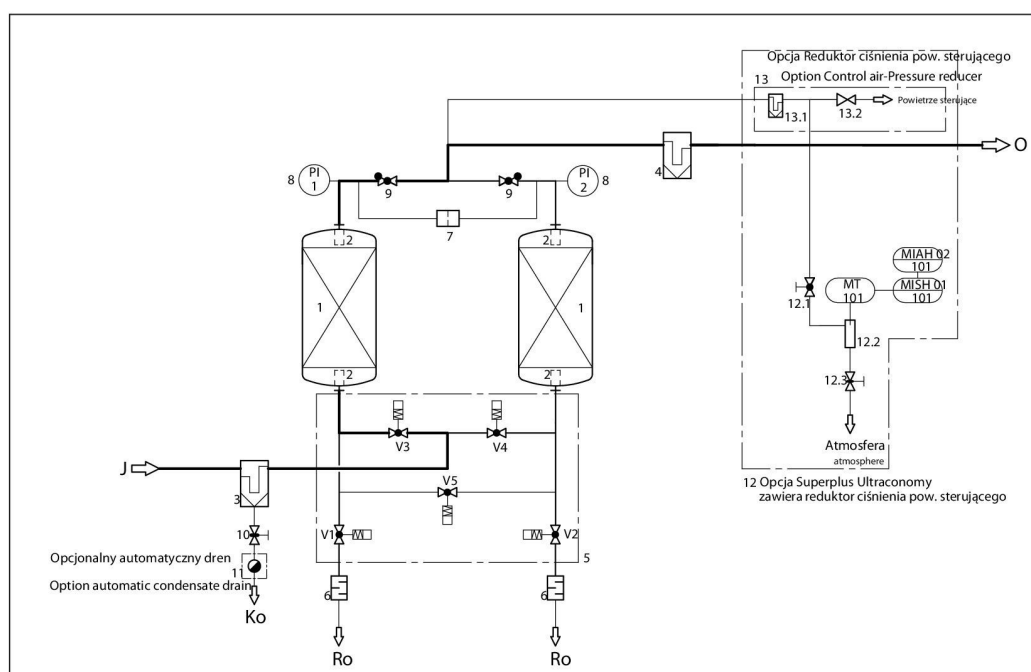 Opcja Reduktor ciśnienia pow. sterującego
13 Option Control air-Pressure reducer
13.1
13.2
Powietrze sterujące
O
4
8
PI
1
9
9
PI
2
8
7
2
2
1
1
2
2
MIAH 02
101
MT
101
MISH 01
101
12.1
12.2
12.3
Atmosfera
atmosphere
12 Opcja Superplus Ultraconomy
zawiera reduktor ciśnienia pow. sterującego
V3
V4
J
3
V5
10
V1
V2
5
Opcjonalny automatyczny dren
11
Option automatic condensate drain
6
6
Ko
Ro
Ro